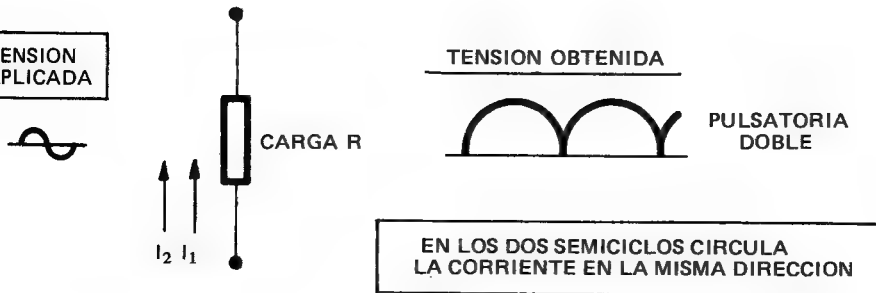 ENSION
PLICADA
CARGA R
I₂ I₁
TENSION OBTENIDA
PULSATORIA
DOBLE
EN LOS DOS SEMICICLOS CIRCULA
LA CORRIENTE EN LA MISMA DIRECCION